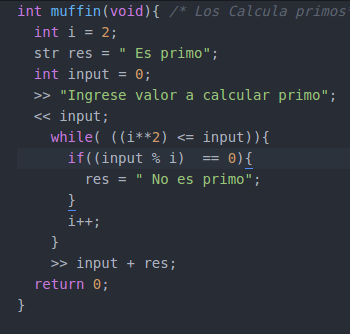 int muffin(void){ /* Los Calcula primos
int i = 2;
str res = " Es primo";
int input = 0;
>> "Ingrese valor a calcular primo";
<< input;
while( ((i**2) <= input)){
if((input % i)  == 0){
res = " No es primo";
}
i++;
}
>> input + res;
return 0;
}